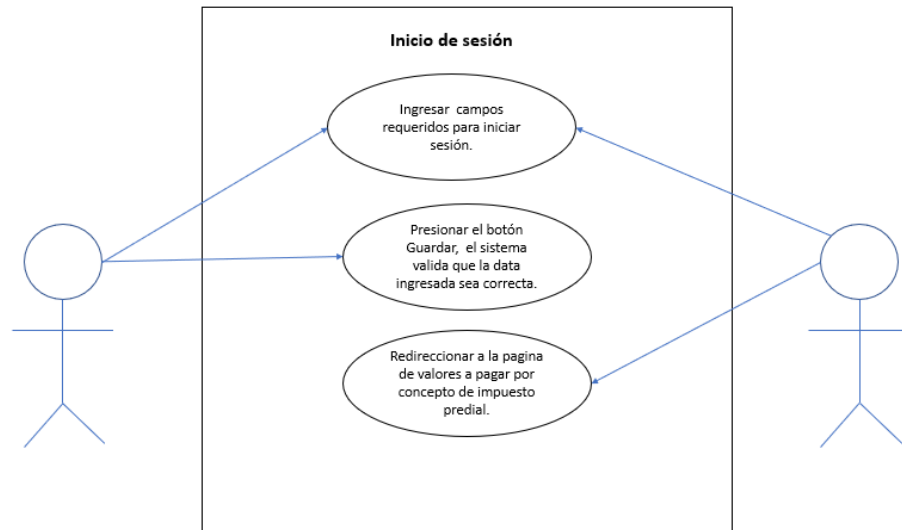 Inicio de sesión
Ingresar campos
requeridos para iniciar
sesión.
Presionar el botón
Guardar, el sistema
valida que la data
ingresada sea correcta.
Redireccionar a la pagina
de valores a pagar por
concepto de impuesto
predial.